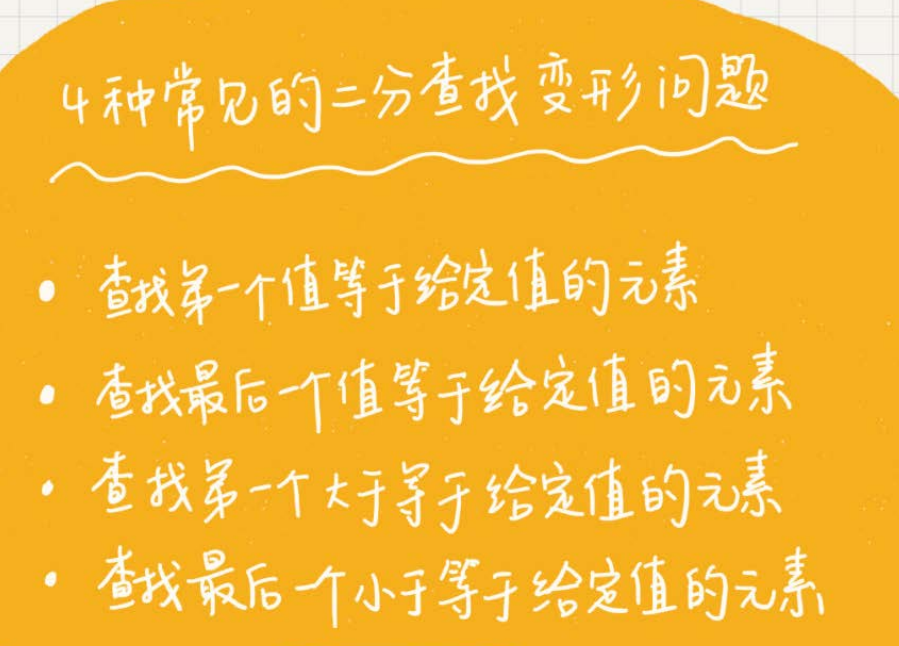 4种常见的二分查找变形问题
• 查找第一个值等于给定值的元素
• 查找最后一个值等于给定值的元素
• 查找第一个大于等于给定值的元素
• 查找最后一个小于等于给定值的元素